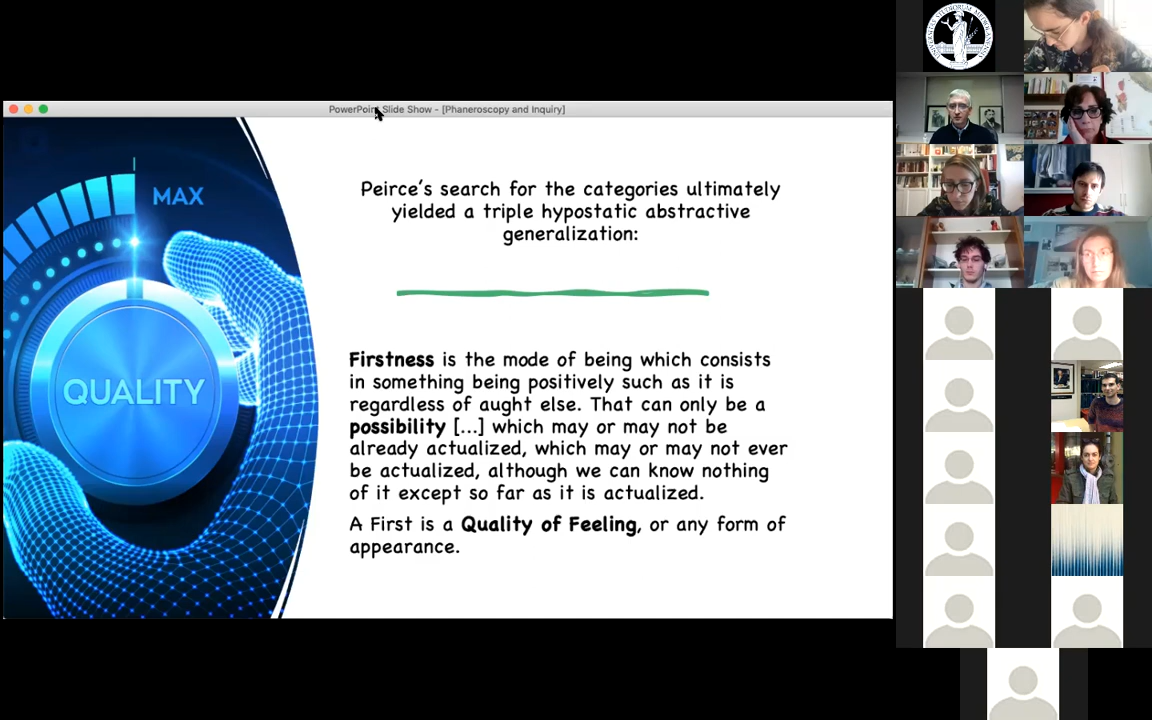 PowerPoint Slide Show - [Phaneroscopy and Inquiry]
MAX
QUALITY
Peirce's search for the categories ultimately
yielded a triple hypostatic abstractive
generalization:
Firstness is the mode of being which consists
in something being positively such as it is
regardless of aught else. That can only be a
possibility [...] which may or may not be
already actualized, which may or may not ever
be actualized, although we can know nothing
of it except so far as it is actualized.
A First is a Quality of Feeling, or any form of
appearance.